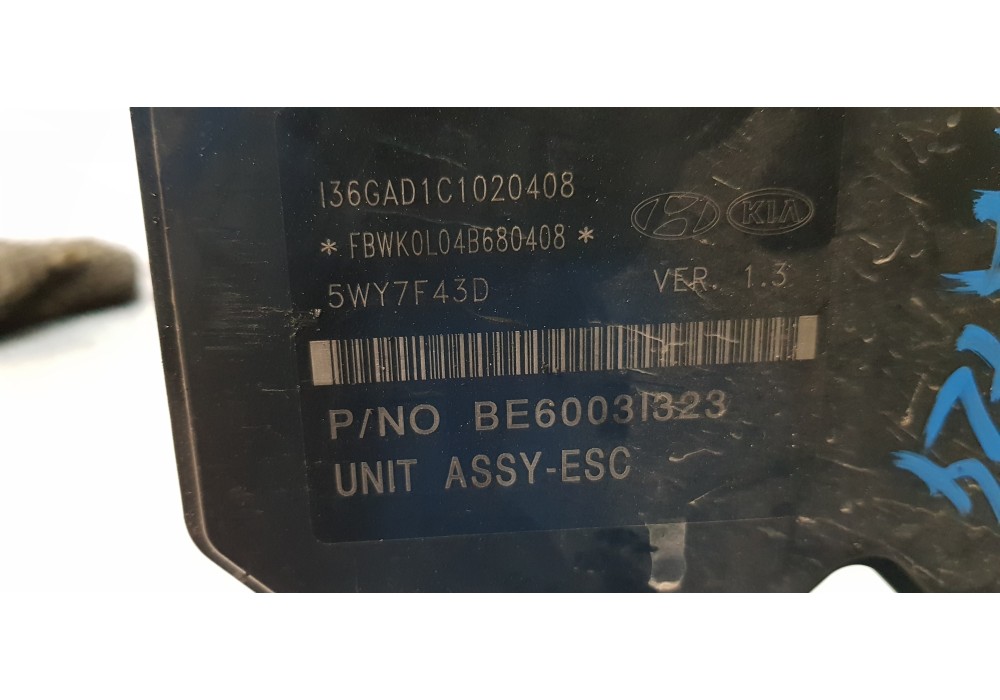 I36GAD1C1020408
*FBWK0L04B680408*
KIA
5WY7F43D VER. 1.3
P/NO BE6003I323
UNIT ASSY-ESC